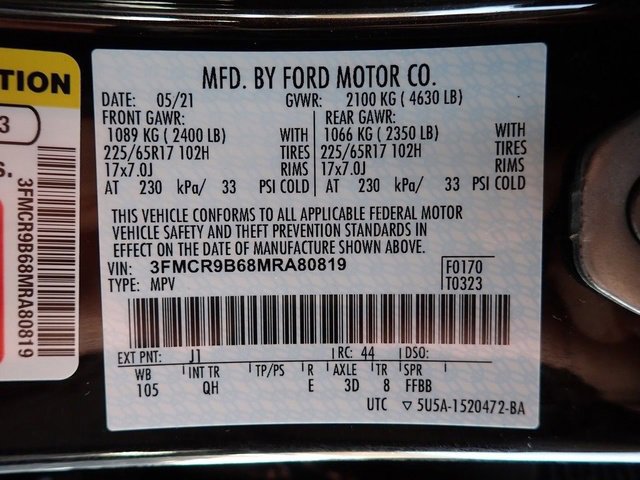 TION
3
S.
3FMCR9B68MRA80819
MFD. BY FORD MOTOR CO.
DATE: 05/21 GVWR: 2100 KG ( 4630 LB)
FRONT GAWR: REAR GAWR:
1089 KG ( 2400 LB) WITH 1066 KG ( 2350 LB) WITH
225/65R17 102H TIRES 225/65R17 102H TIRES
17x7.0J RIMS 17x7.0J RIMS
AT 230 kPa/ 33 PSI COLD AT 230 kPa/ 33 PSI COLD
THIS VEHICLE CONFORMS TO ALL APPLICABLE FEDERAL MOTOR
VEHICLE SAFETY AND THEFT PREVENTION STANDARDS IN
EFFECT ON THE DATE OF MANUFACTURE SHOWN ABOVE.
VIN: 3FMCR9B68MRA80819 F0170
TYPE: MPV T0323
EXT PNT: J1 RC: 44 DSO:
WB INT TR TP/PS R AXLE TR SPR
105 QH E 3D 8 FFBB
UTC ▽ 5U5A-1520472-BA